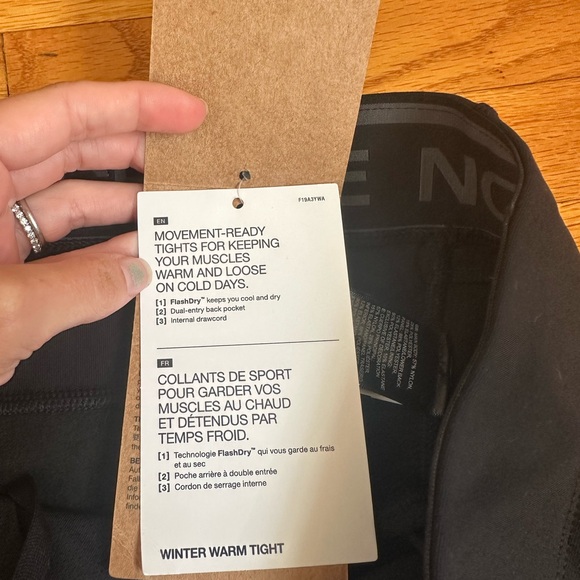 F19A3YWA
EN
MOVEMENT-READY
TIGHTS FOR KEEPING
YOUR MUSCLES
WARM AND LOOSE
ON COLD DAYS.
[1] FlashDry™ keeps you cool and dry
[2] Dual-entry back pocket
[3] Internal drawcord
FR
COLLANTS DE SPORT
POUR GARDER VOS
MUSCLES AU CHAUD
ET DÉTENDUS PAR
TEMPS FROID.
[1] Technologie FlashDry™ qui vous garde au frais
et au sec
[2] Poche arrière à double entrée
[3] Cordon de serrage interne
WINTER WARM TIGHT
E NO